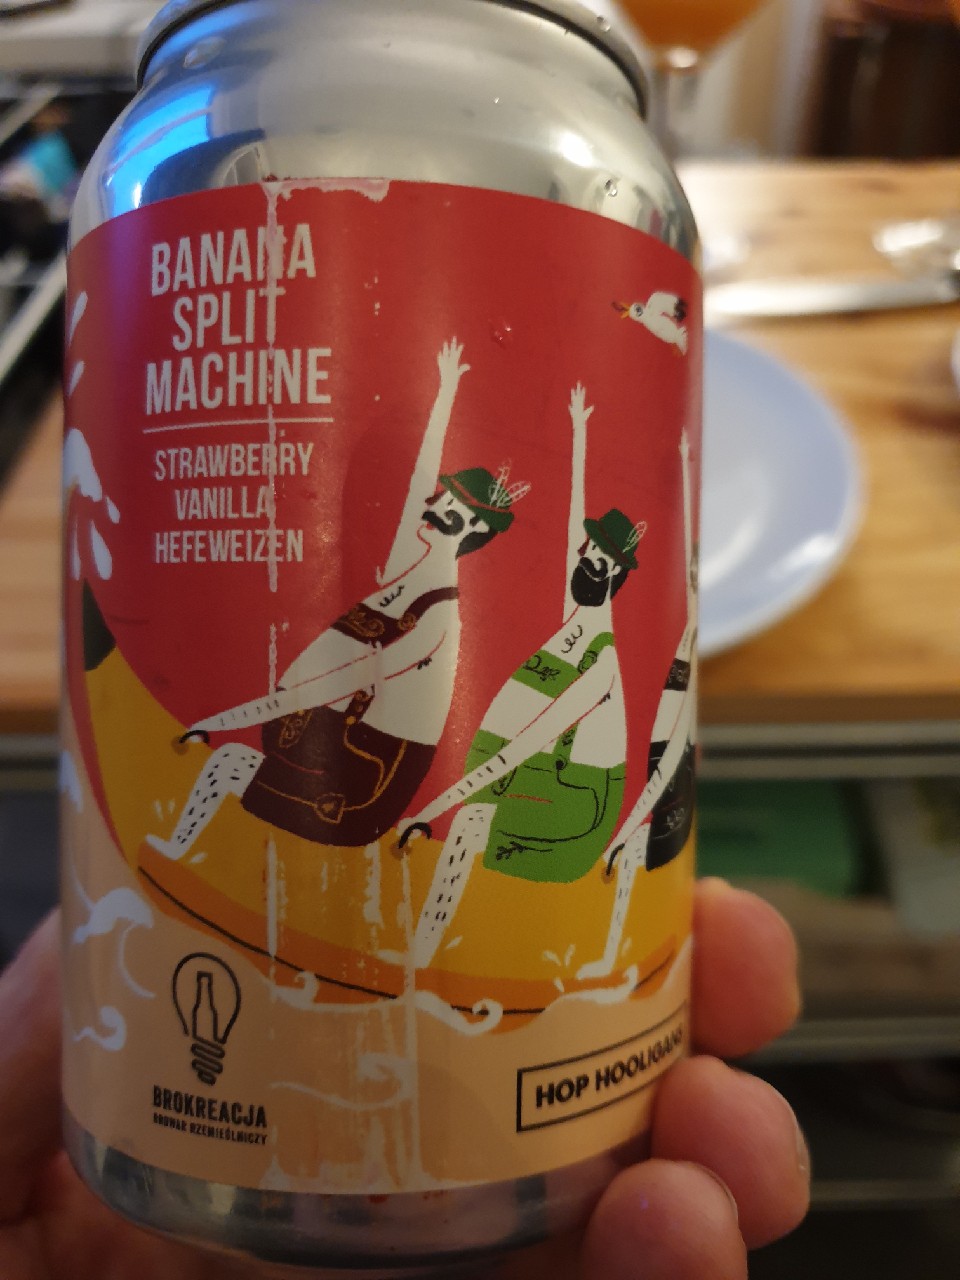 BANANA
SPLIT
MACHINE
STRAWBERRY
VANILLA
HEFEWEIZEN
BROKREACJA
BROWAR RZEMIEŚLNICZY
HOP HOOLIGANS